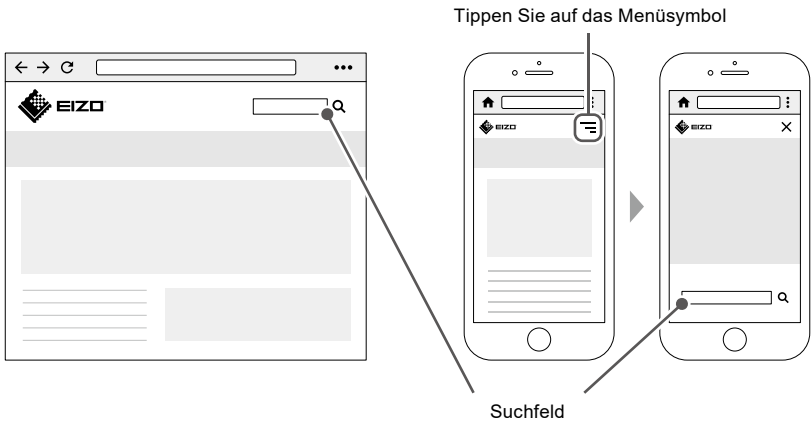 Tippen Sie auf das Menüsymbol
EIZO
EIZO
EIZO
Suchfeld